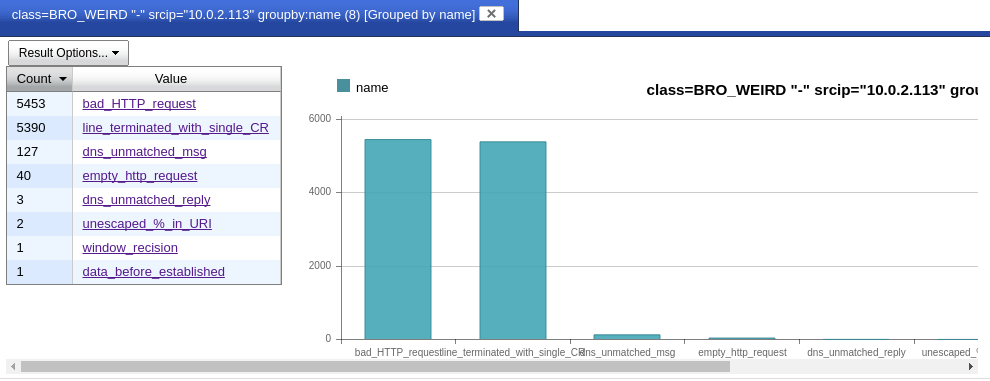 class=BRO_WEIRD "-" srcip="10.0.2.113" groupby:name (8) [Grouped by name]
Result Options...
Count Value
5453 bad_HTTP_request
5390 line_terminated_with_single_CR
127 dns_unmatched_msg
40 empty_http_request
3 dns_unmatched_reply
2 unescaped_%_in_URI
1 window_recision
1 data_before_established
name
class=BRO_WEIRD "-" srcip="10.0.2.113" grou
6000
4000
2000
0
bad_HTTP_request line_terminated_with_single_CR dns_unmatched_msg empty_http_request dns_unmatched_reply unescaped_%